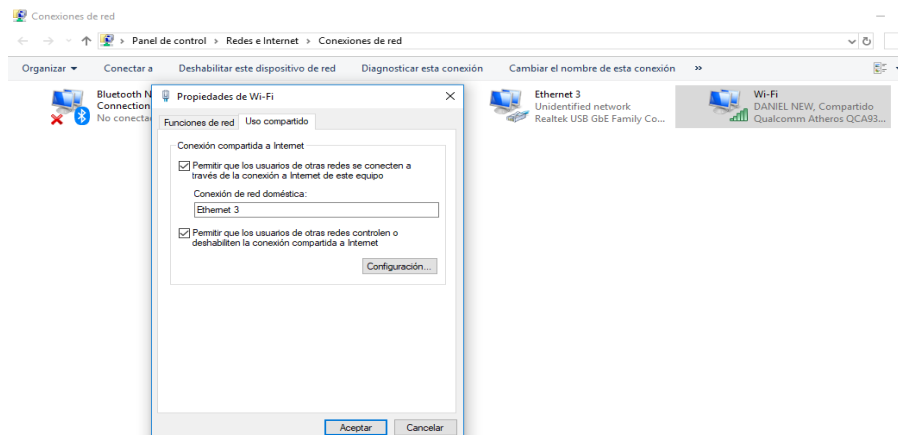 Conexiones de red
Panel de control > Redes e Internet > Conexiones de red
Organizar
Conectar a
Deshabilitar este dispositivo de red
Diagnosticar esta conexión
Cambiar el nombre de esta conexión
»
Bluetooth N
Connection
No conecta
Propiedades de Wi-Fi
Funciones de red
Uso compartido
Conexión compartida a Internet
Permitir que los usuarios de otras redes se conecten a
través de la conexión a Internet de este equipo
Conexión de red doméstica:
Ethernet 3
Permitir que los usuarios de otras redes controlen o
deshabiliten la conexión compartida a Internet
Configuración...
Aceptar
Cancelar
Ethernet 3
Unidentified network
Realtek USB GbE Family Co...
Wi-Fi
DANIEL NEW, Compartido
Qualcomm Atheros QCA93...